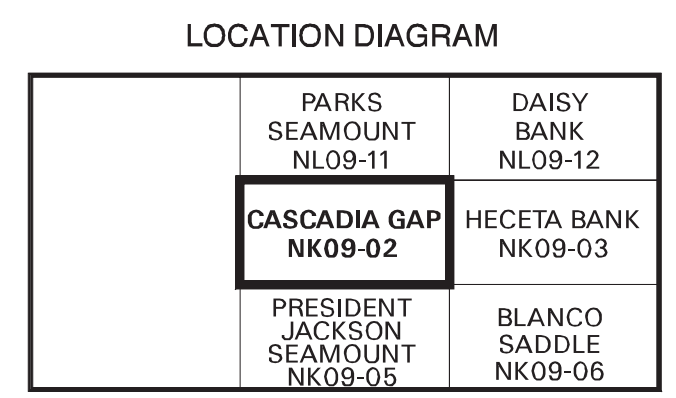 LOCATION DIAGRAM
PARKS
SEAMOUNT
NL09-11
DAISY
BANK
NL09-12
CASCADIA GAP
NK09-02
HECETA BANK
NK09-03
PRESIDENT
JACKSON
SEAMOUNT
NK09-05
BLANCO
SADDLE
NK09-06